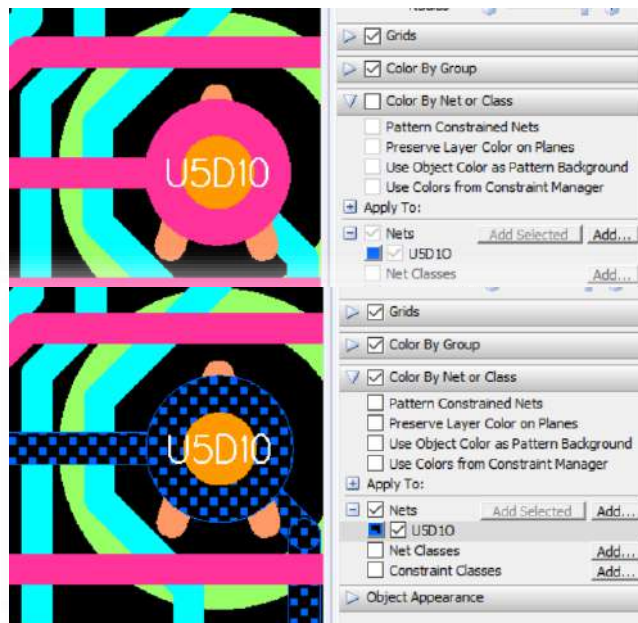 Grids
Color By Group
U5D10
Color By Net or Class
Pattern Constrained Nets
Preserve Layer Color on Planes
Use Object Color as Pattern Background
Use Colors from Constraint Manager
Apply To:
Nets Add Selected Add...
U5D10
Net Classes Add...
Grids
Color By Group
U5D10
Color By Net or Class
Pattern Constrained Nets
Preserve Layer Color on Planes
Use Object Color as Pattern Background
Use Colors from Constraint Manager
Apply To:
Nets Add Selected Add...
U5D10
Net Classes Add...
Constraint Classes Add...
Object Appearance